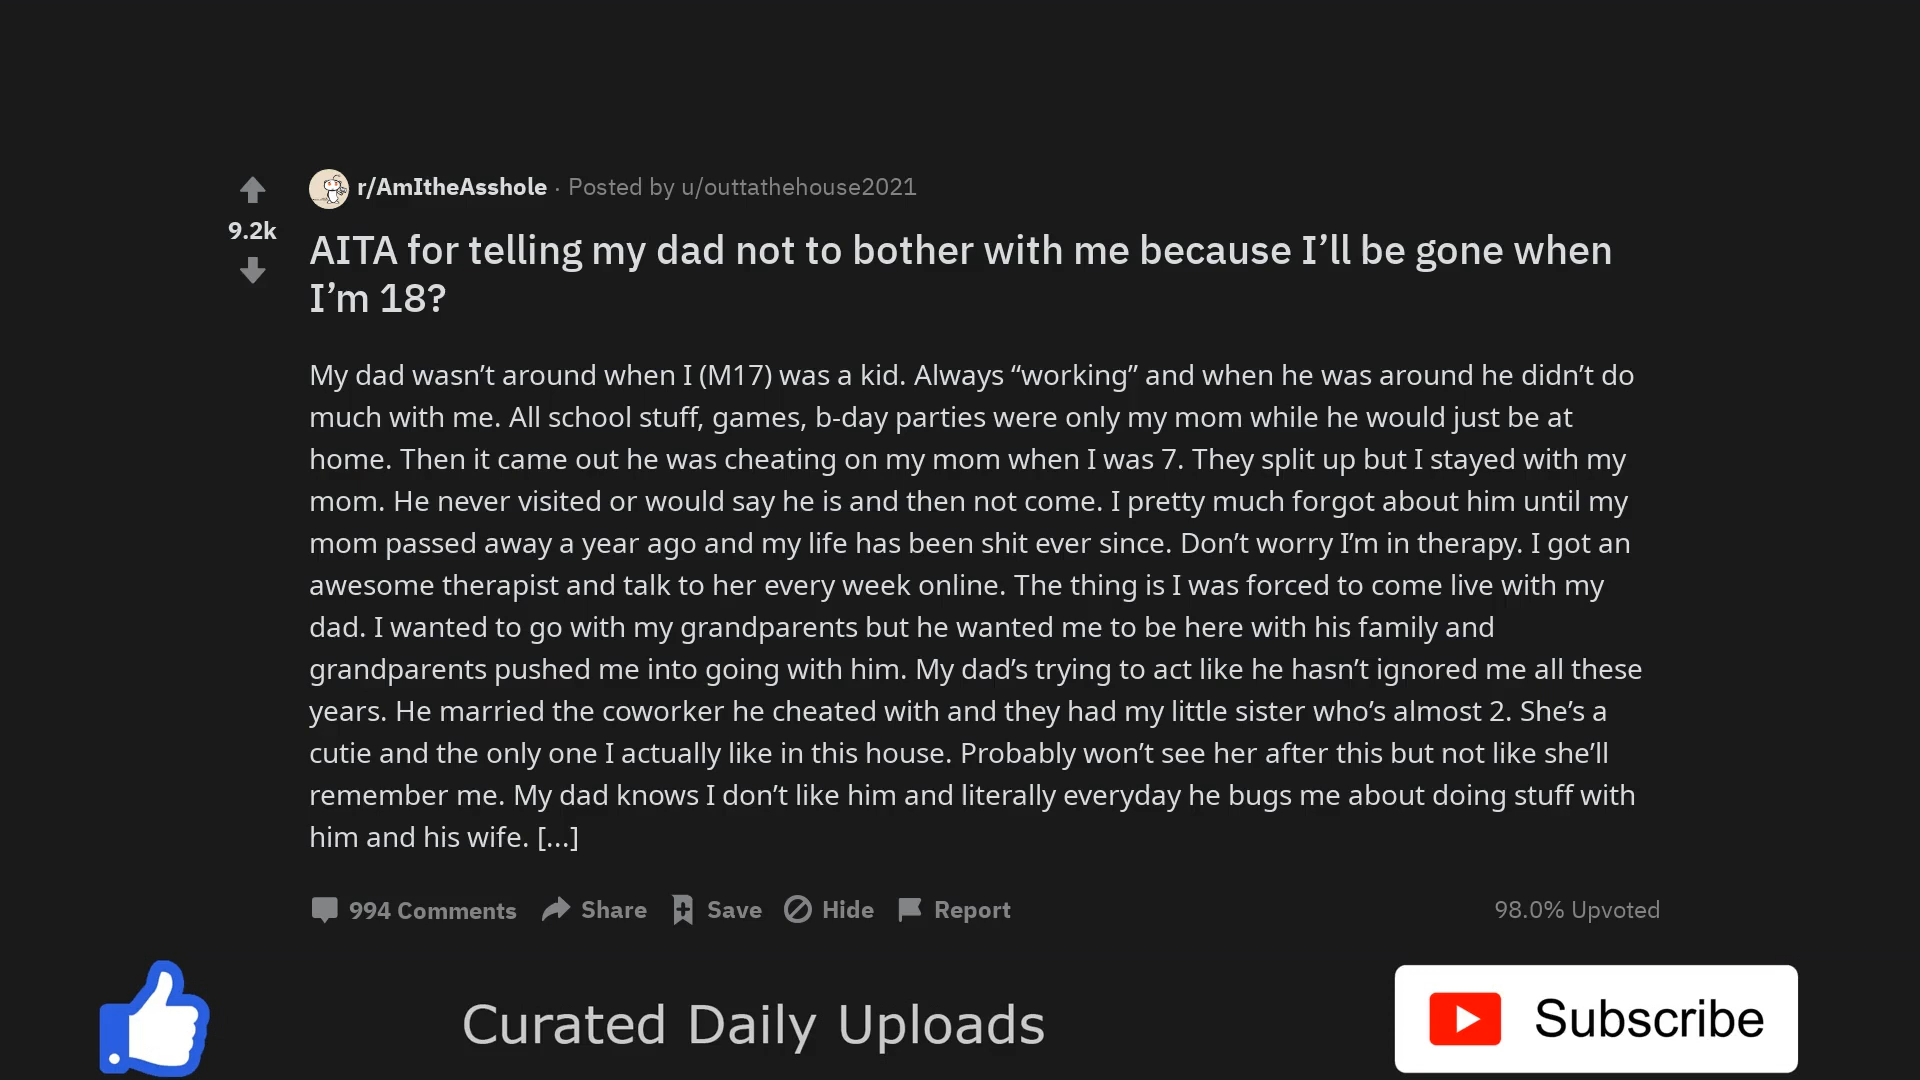 r/AmItheAsshole · Posted by u/outtathehouse2021
9.2k
AITA for telling my dad not to bother with me because I’ll be gone when
I’m 18?
My dad wasn’t around when I (M17) was a kid. Always “working” and when he was around he didn’t do
much with me. All school stuff, games, b-day parties were only my mom while he would just be at
home. Then it came out he was cheating on my mom when I was 7. They split up but I stayed with my
mom. He never visited or would say he is and then not come. I pretty much forgot about him until my
mom passed away a year ago and my life has been shit ever since. Don’t worry I’m in therapy. I got an
awesome therapist and talk to her every week online. The thing is I was forced to come live with my
dad. I wanted to go with my grandparents but he wanted me to be here with his family and
grandparents pushed me into going with him. My dad’s trying to act like he hasn’t ignored me all these
years. He married the coworker he cheated with and they had my little sister who’s almost 2. She’s a
cutie and the only one I actually like in this house. Probably won’t see her after this but not like she’ll
remember me. My dad knows I don’t like him and literally everyday he bugs me about doing stuff with
him and his wife. [...]
994 Comments Share Save Hide Report 98.0% Upvoted
Curated Daily Uploads
Subscribe